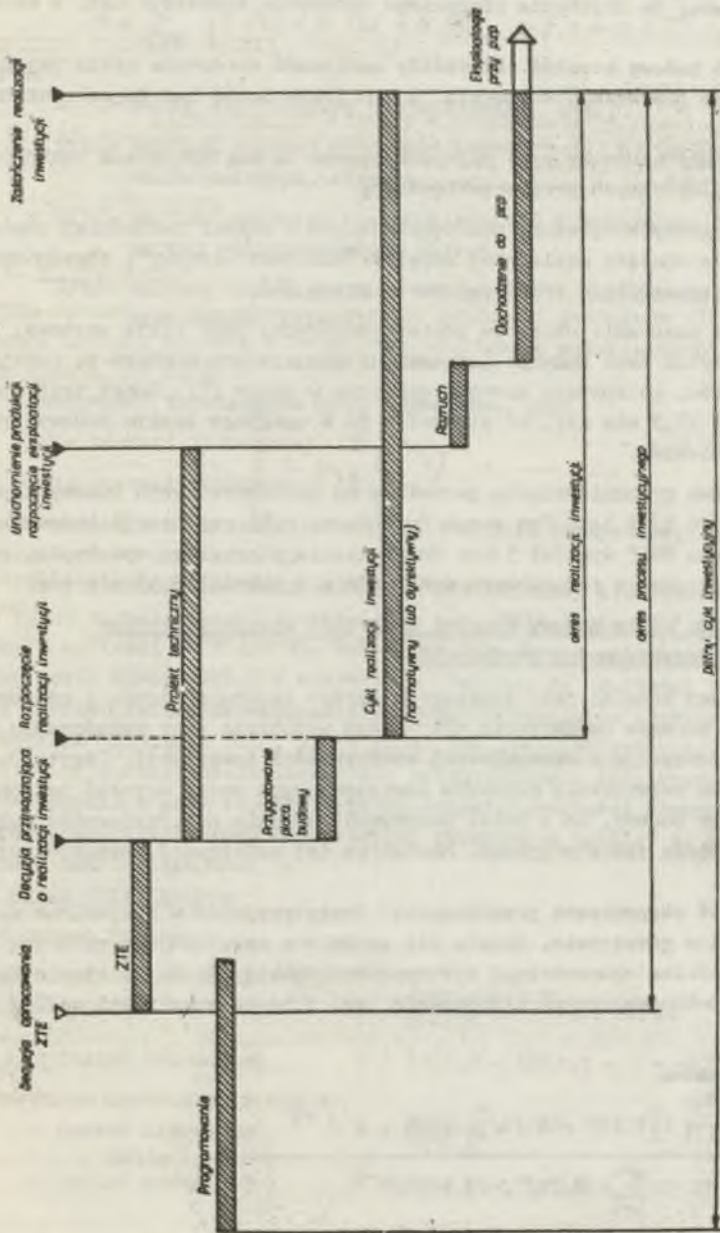 Decyzja opracowania
ZTE
Decyzja przesądzająca
o realizacji inwestycji
Rozpoczęcie
realizacji inwestycji
Uruchomienie produkcji
rozpoczęcie eksploatacji
inwestycji
Zakończenie realizacji
inwestycji
ZTE
Programowanie
Projekt techniczny
Przygotowanie
placu
budowy
Cykl realizacji inwestycji
(normatywny lub dyrektywny)
Rozruch
Dochodzenie do pzp
Eksploatacja
przy pzp
okres realizacji inwestycji
okres procesu inwestycyjnego
pełny cykl inwestycyjny